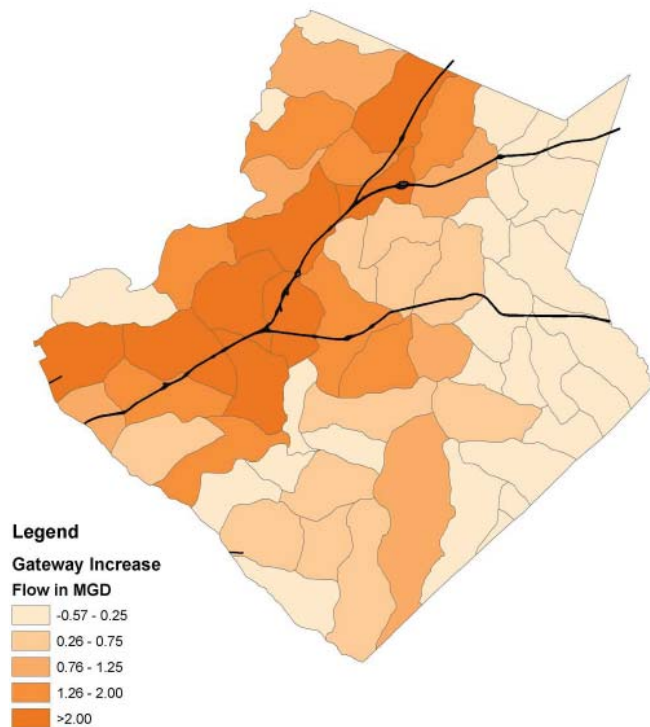 Legend
Gateway Increase
Flow in MGD
-0.57 - 0.25
0.26 - 0.75
0.76 - 1.25
1.26 - 2.00
>2.00